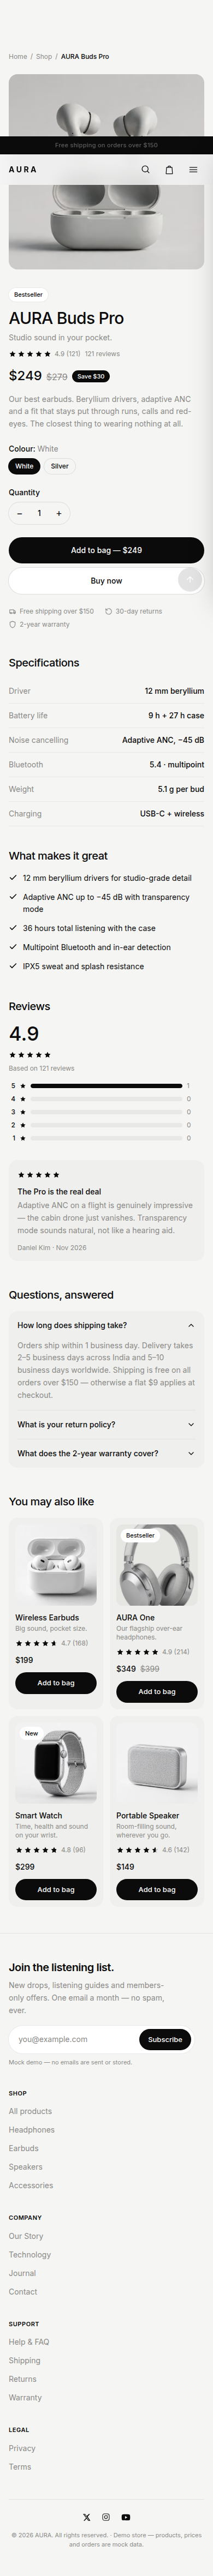 Home / Shop / AURA Buds Pro
Free shipping on orders over $150
AURA
Bestseller
AURA Buds Pro
Studio sound in your pocket.
4.9 (121) 121 reviews
$249 $279 Save $30
Our best earbuds. Beryllium drivers, adaptive ANC
and a fit that stays put through runs, calls and red-
eyes. The closest thing to wearing nothing at all.
Colour: White
White Silver
Quantity
− 1 +
Add to bag — $249
Buy now
Free shipping over $150 30-day returns
2-year warranty
Specifications
Driver 12 mm beryllium
Battery life 9 h + 27 h case
Noise cancelling Adaptive ANC, −45 dB
Bluetooth 5.4 · multipoint
Weight 5.1 g per bud
Charging USB-C + wireless
What makes it great
12 mm beryllium drivers for studio-grade detail
Adaptive ANC up to −45 dB with transparency
mode
36 hours total listening with the case
Multipoint Bluetooth and in-ear detection
IPX5 sweat and splash resistance
Reviews
4.9
Based on 121 reviews
5 ★ 1
4 ★ 0
3 ★ 0
2 ★ 0
1 ★ 0
The Pro is the real deal
Adaptive ANC on a flight is genuinely impressive
— the cabin drone just vanishes. Transparency
mode sounds natural, not like a hearing aid.
Daniel Kim · Nov 2026
Questions, answered
How long does shipping take?
Orders ship within 1 business day. Delivery takes
2–5 business days across India and 5–10
business days worldwide. Shipping is free on all
orders over $150 — otherwise a flat $9 applies at
checkout.
What is your return policy?
What does the 2-year warranty cover?
You may also like
Wireless Earbuds
Big sound, pocket size.
4.7 (168)
$199
Add to bag
Bestseller
AURA One
Our flagship over-ear
headphones.
4.9 (214)
$349 $399
Add to bag
New
Smart Watch
Time, health and sound
on your wrist.
4.8 (96)
$299
Add to bag
Portable Speaker
Room-filling sound,
wherever you go.
4.6 (142)
$149
Add to bag
Join the listening list.
New drops, listening guides and members-
only offers. One email a month — no spam,
ever.
you@example.com Subscribe
Mock demo — no emails are sent or stored.
SHOP
All products
Headphones
Earbuds
Speakers
Accessories
COMPANY
Our Story
Technology
Journal
Contact
SUPPORT
Help & FAQ
Shipping
Returns
Warranty
LEGAL
Privacy
Terms
© 2026 AURA. All rights reserved. · Demo store — products, prices
and orders are mock data.